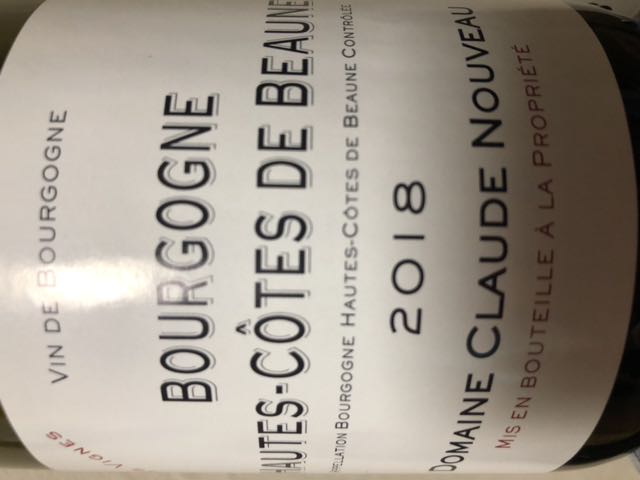 VIN DE BOURGOGNE
BOURGOGNE
HAUTES-CÔTES DE BEAUNE
APPELLATION BOURGOGNE HAUTES-CÔTES DE BEAUNE CONTRÔLÉE
2018
DOMAINE CLAUDE NOUVEAU
MIS EN BOUTEILLE À LA PROPRIÉTÉ
VIGNES